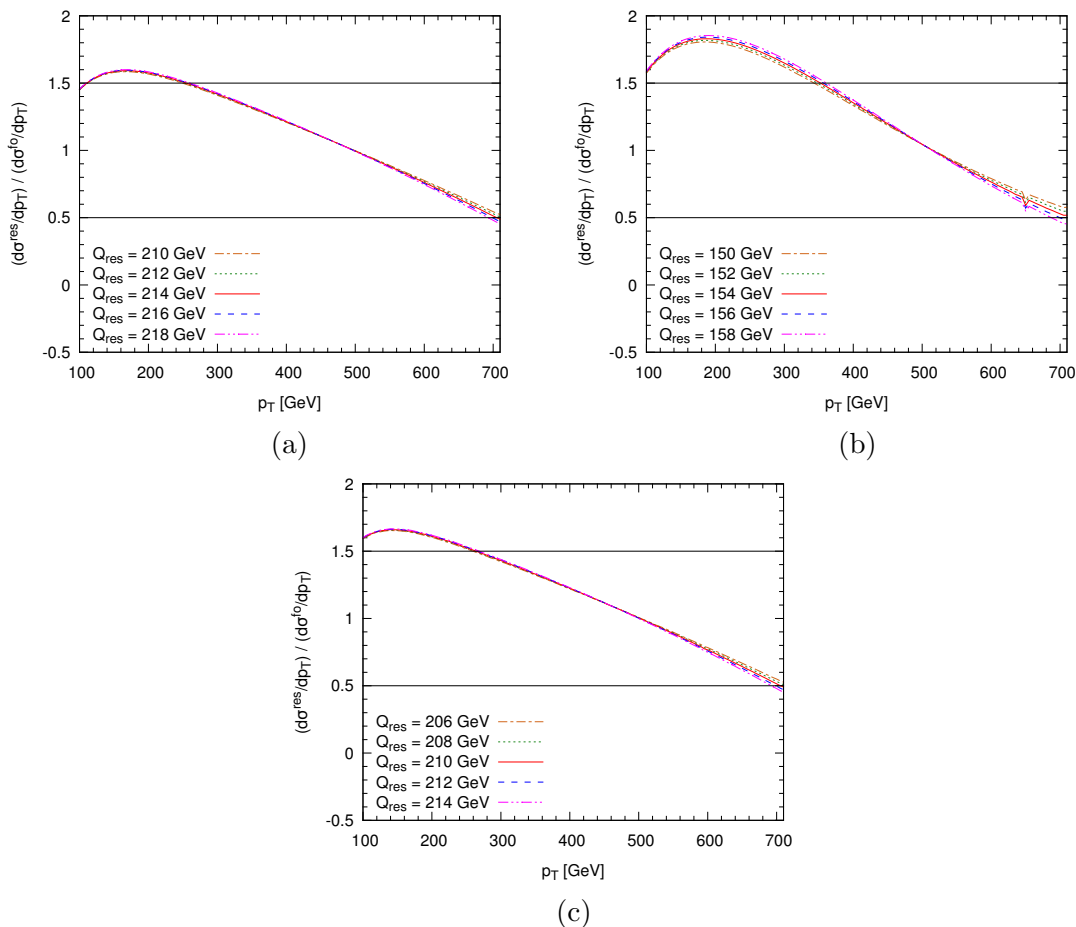 2
1.5
1
0.5
0
-0.5
(dσ^res/dp_T) / (dσ^fo/dp_T)
Q_res = 210 GeV
Q_res = 212 GeV
Q_res = 214 GeV
Q_res = 216 GeV
Q_res = 218 GeV
100 200 300 400 500 600 700
p_T [GeV]
(a)
2
1.5
1
0.5
0
-0.5
(dσ^res/dp_T) / (dσ^fo/dp_T)
Q_res = 150 GeV
Q_res = 152 GeV
Q_res = 154 GeV
Q_res = 156 GeV
Q_res = 158 GeV
100 200 300 400 500 600 700
p_T [GeV]
(b)
2
1.5
1
0.5
0
-0.5
(dσ^res/dp_T) / (dσ^fo/dp_T)
Q_res = 206 GeV
Q_res = 208 GeV
Q_res = 210 GeV
Q_res = 212 GeV
Q_res = 214 GeV
100 200 300 400 500 600 700
p_T [GeV]
(c)